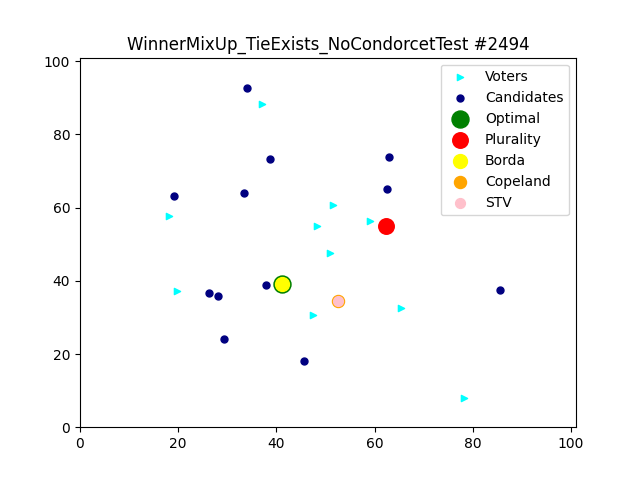 WinnerMixUp_TieExists_NoCondorcetTest #2494
100
80
60
40
20
0
0 20 40 60 80 100
Voters
Candidates
Optimal
Plurality
Borda
Copeland
STV